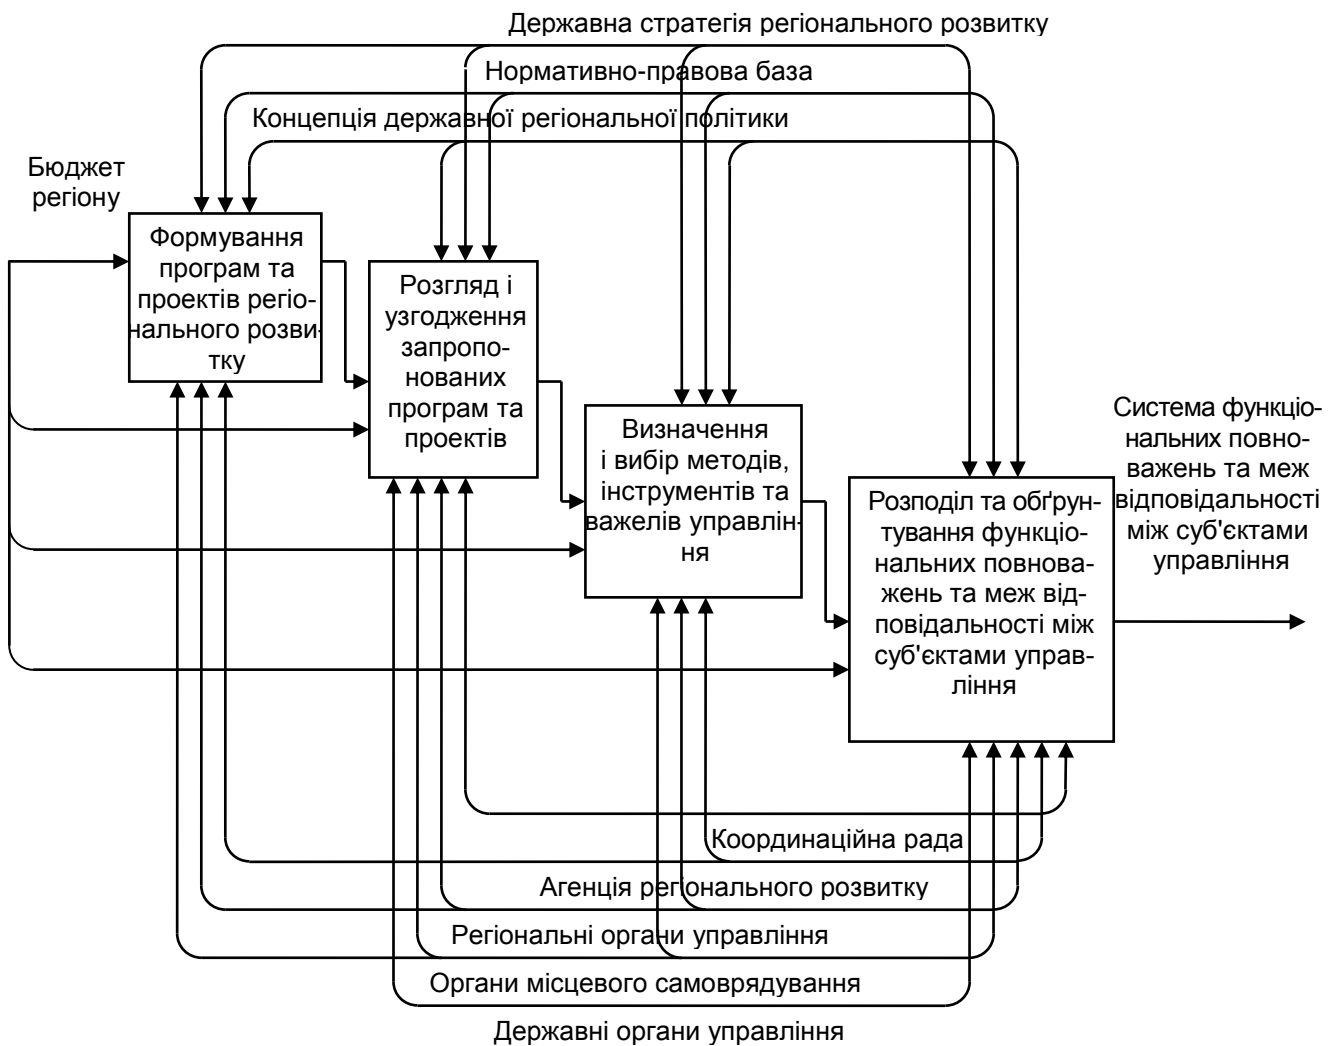 Державна стратегія регіонального розвитку
Нормативно-правова база
Концепція державної регіональної політики
Бюджет
регіону
Формування
програм та
проектів регіо-
нального розви-
тку
Розгляд і
узгодження
запропо-
нованих
програм та
проектів
Визначення
і вибір методів,
інструментів та
важелів управлін-
ня
Розподіл та обґрун-
тування функціо-
нальних повнова-
жень та меж від-
повідальності між
суб'єктами управ-
ління
Система функціо-
нальних повно-
важень та меж
відповідальності
між суб'єктами
управління
Координаційна рада
Агенція регіонального розвитку
Регіональні органи управління
Органи місцевого самоврядування
Державні органи управління